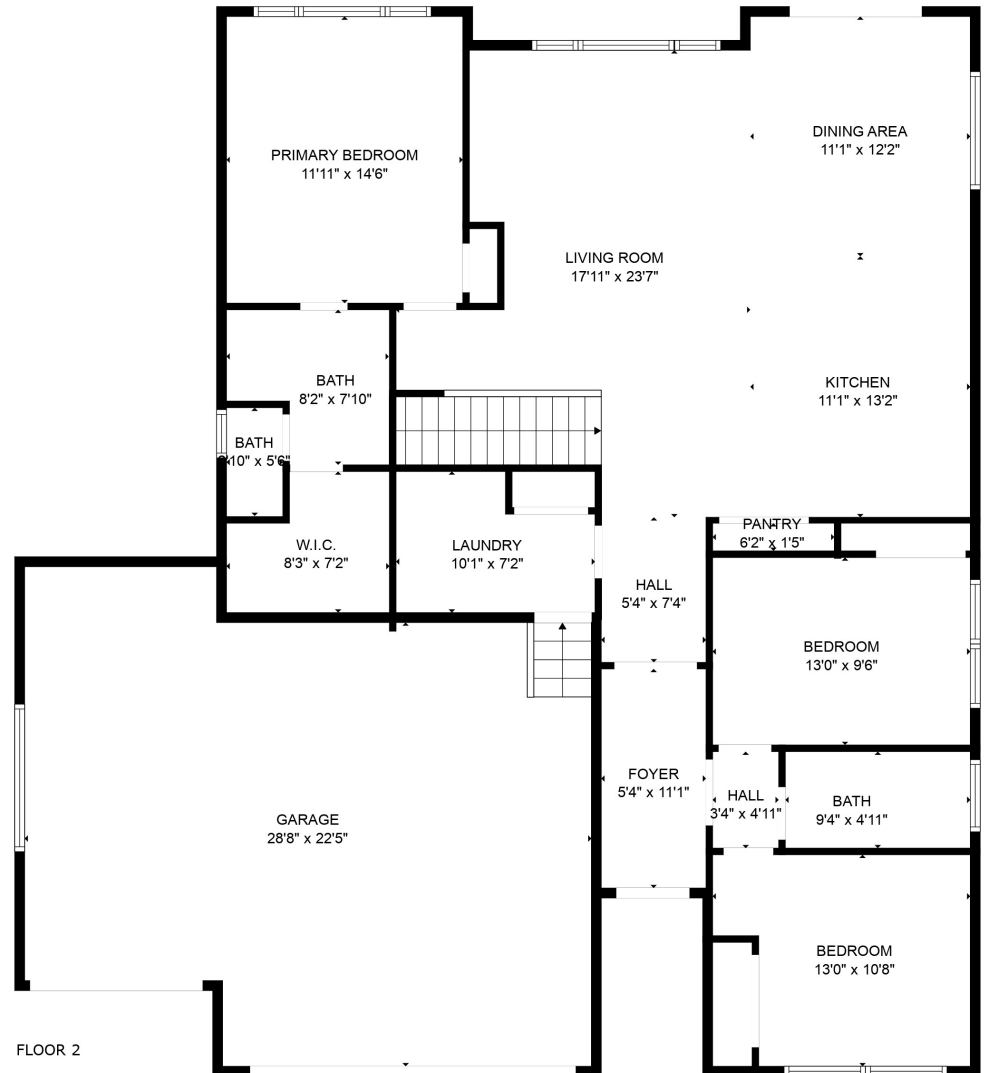 PRIMARY BEDROOM
11'11" x 14'6"
DINING AREA
11'1" x 12'2"
LIVING ROOM
17'11" x 23'7"
BATH
8'2" x 7'10"
KITCHEN
11'1" x 13'2"
BATH
10" x 5'6"
W.I.C.
8'3" x 7'2"
LAUNDRY
10'1" x 7'2"
PANTRY
6'2" x 1'5"
HALL
5'4" x 7'4"
BEDROOM
13'0" x 9'6"
FOYER
5'4" x 11'1"
HALL
3'4" x 4'11"
BATH
9'4" x 4'11"
GARAGE
28'8" x 22'5"
BEDROOM
13'0" x 10'8"
FLOOR 2